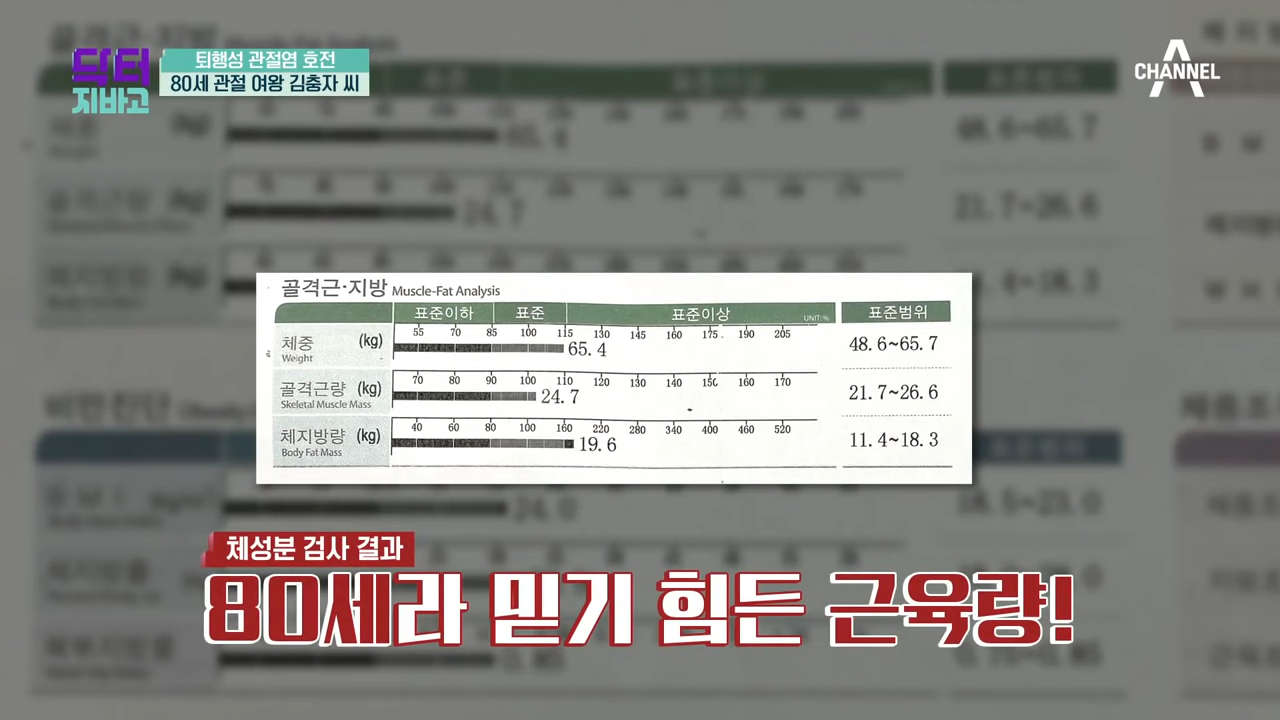 닥터
지바고
퇴행성 관절염 호전
80세 관절 여왕 김충자 씨
CHANNEL A
골격근·지방 Muscle-Fat Analysis
표준이하 표준 표준이상 UNIT:% 표준범위
체중 (kg) 55 70 85 100 115 130 145 160 175 190 205
Weight 65.4 48.6~65.7
골격근량 (kg) 70 80 90 100 110 120 130 140 150 160 170
Skeletal Muscle Mass 24.7 21.7~26.6
체지방량 (kg) 40 60 80 100 160 220 280 340 400 460 520
Body Fat Mass 19.6 11.4~18.3
체성분 검사 결과
80세라 믿기 힘든 근육량!